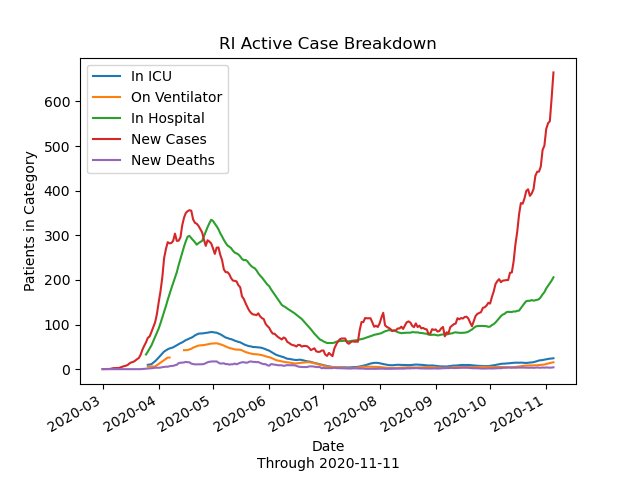 RI Active Case Breakdown
In ICU
On Ventilator
In Hospital
New Cases
New Deaths
Patients in Category
600
500
400
300
200
100
0
2020-03
2020-04
2020-05
2020-06
2020-07
2020-08
2020-09
2020-10
2020-11
Date
Through 2020-11-11